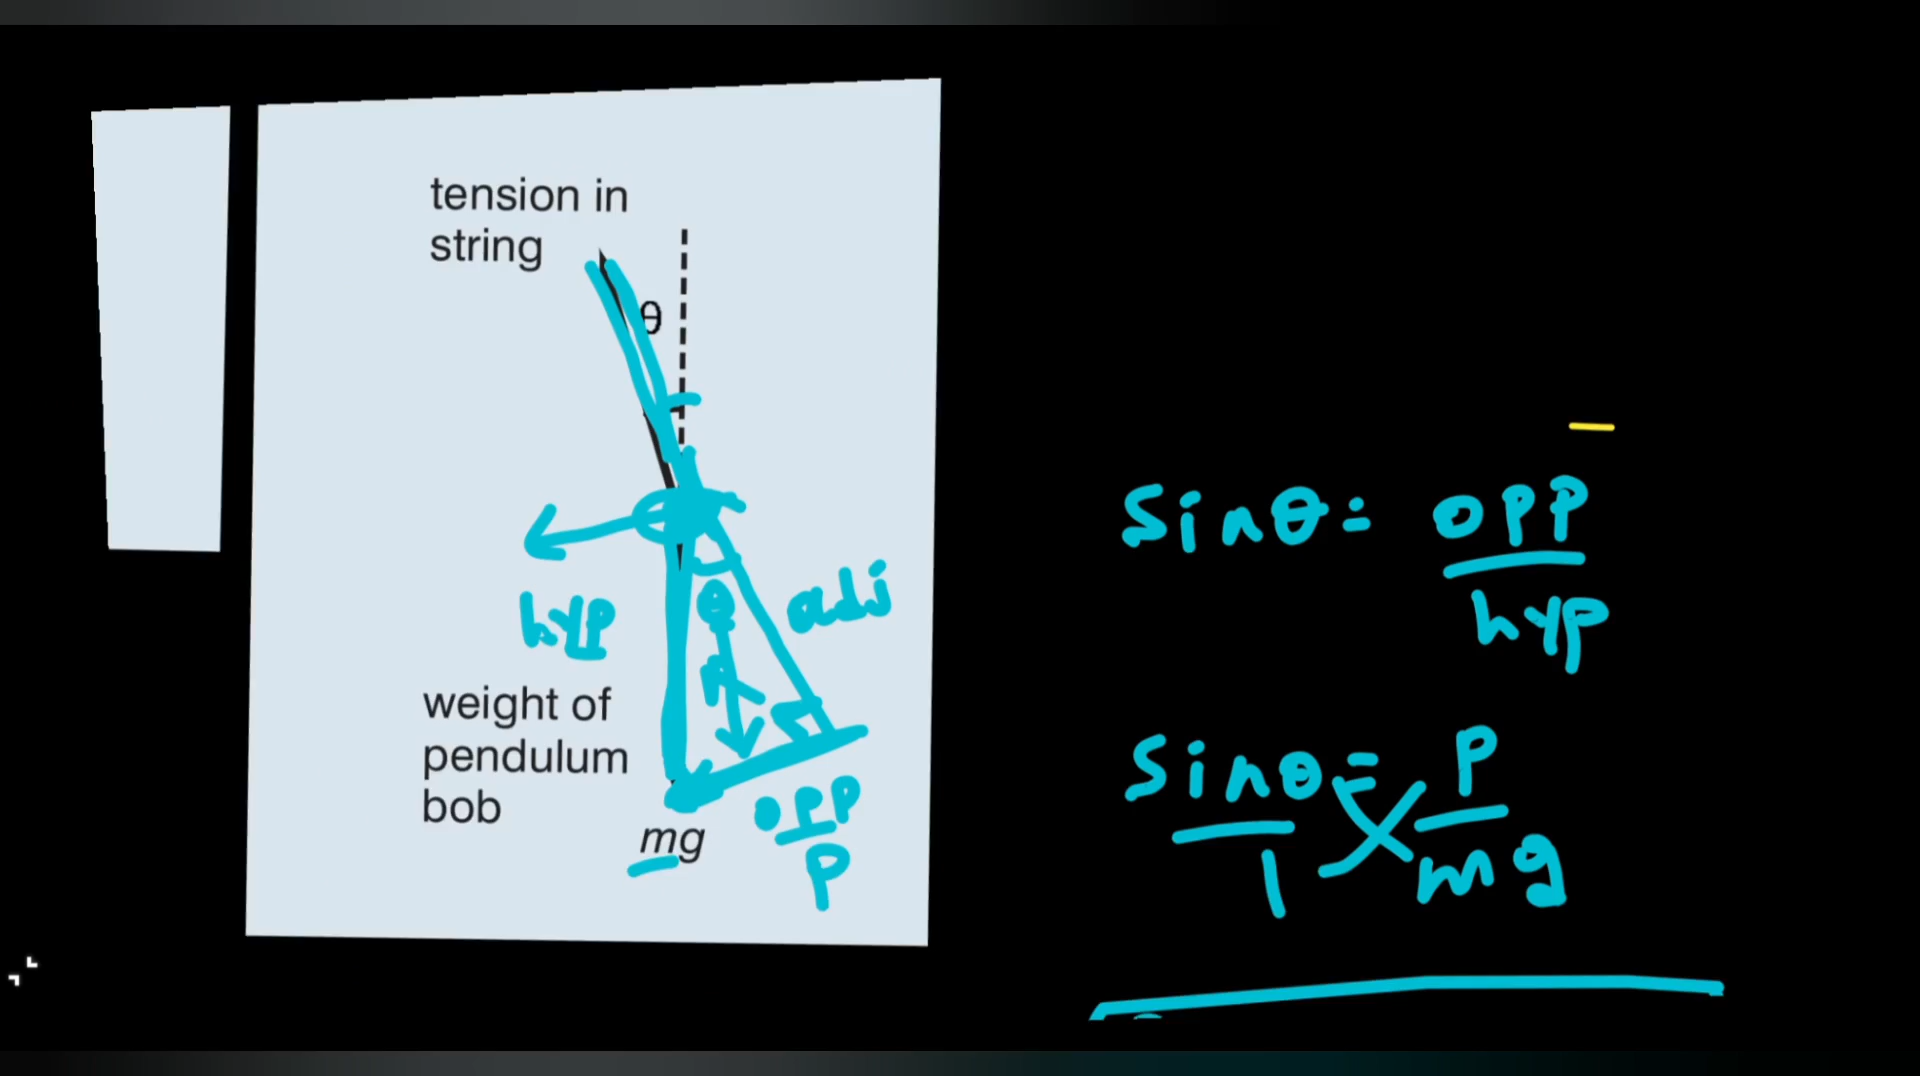 tension in
string
θ
hyp
θ
adj
weight of
pendulum
bob
mg
opp
P
sinθ = opp
hyp
sinθ = P
1
mg